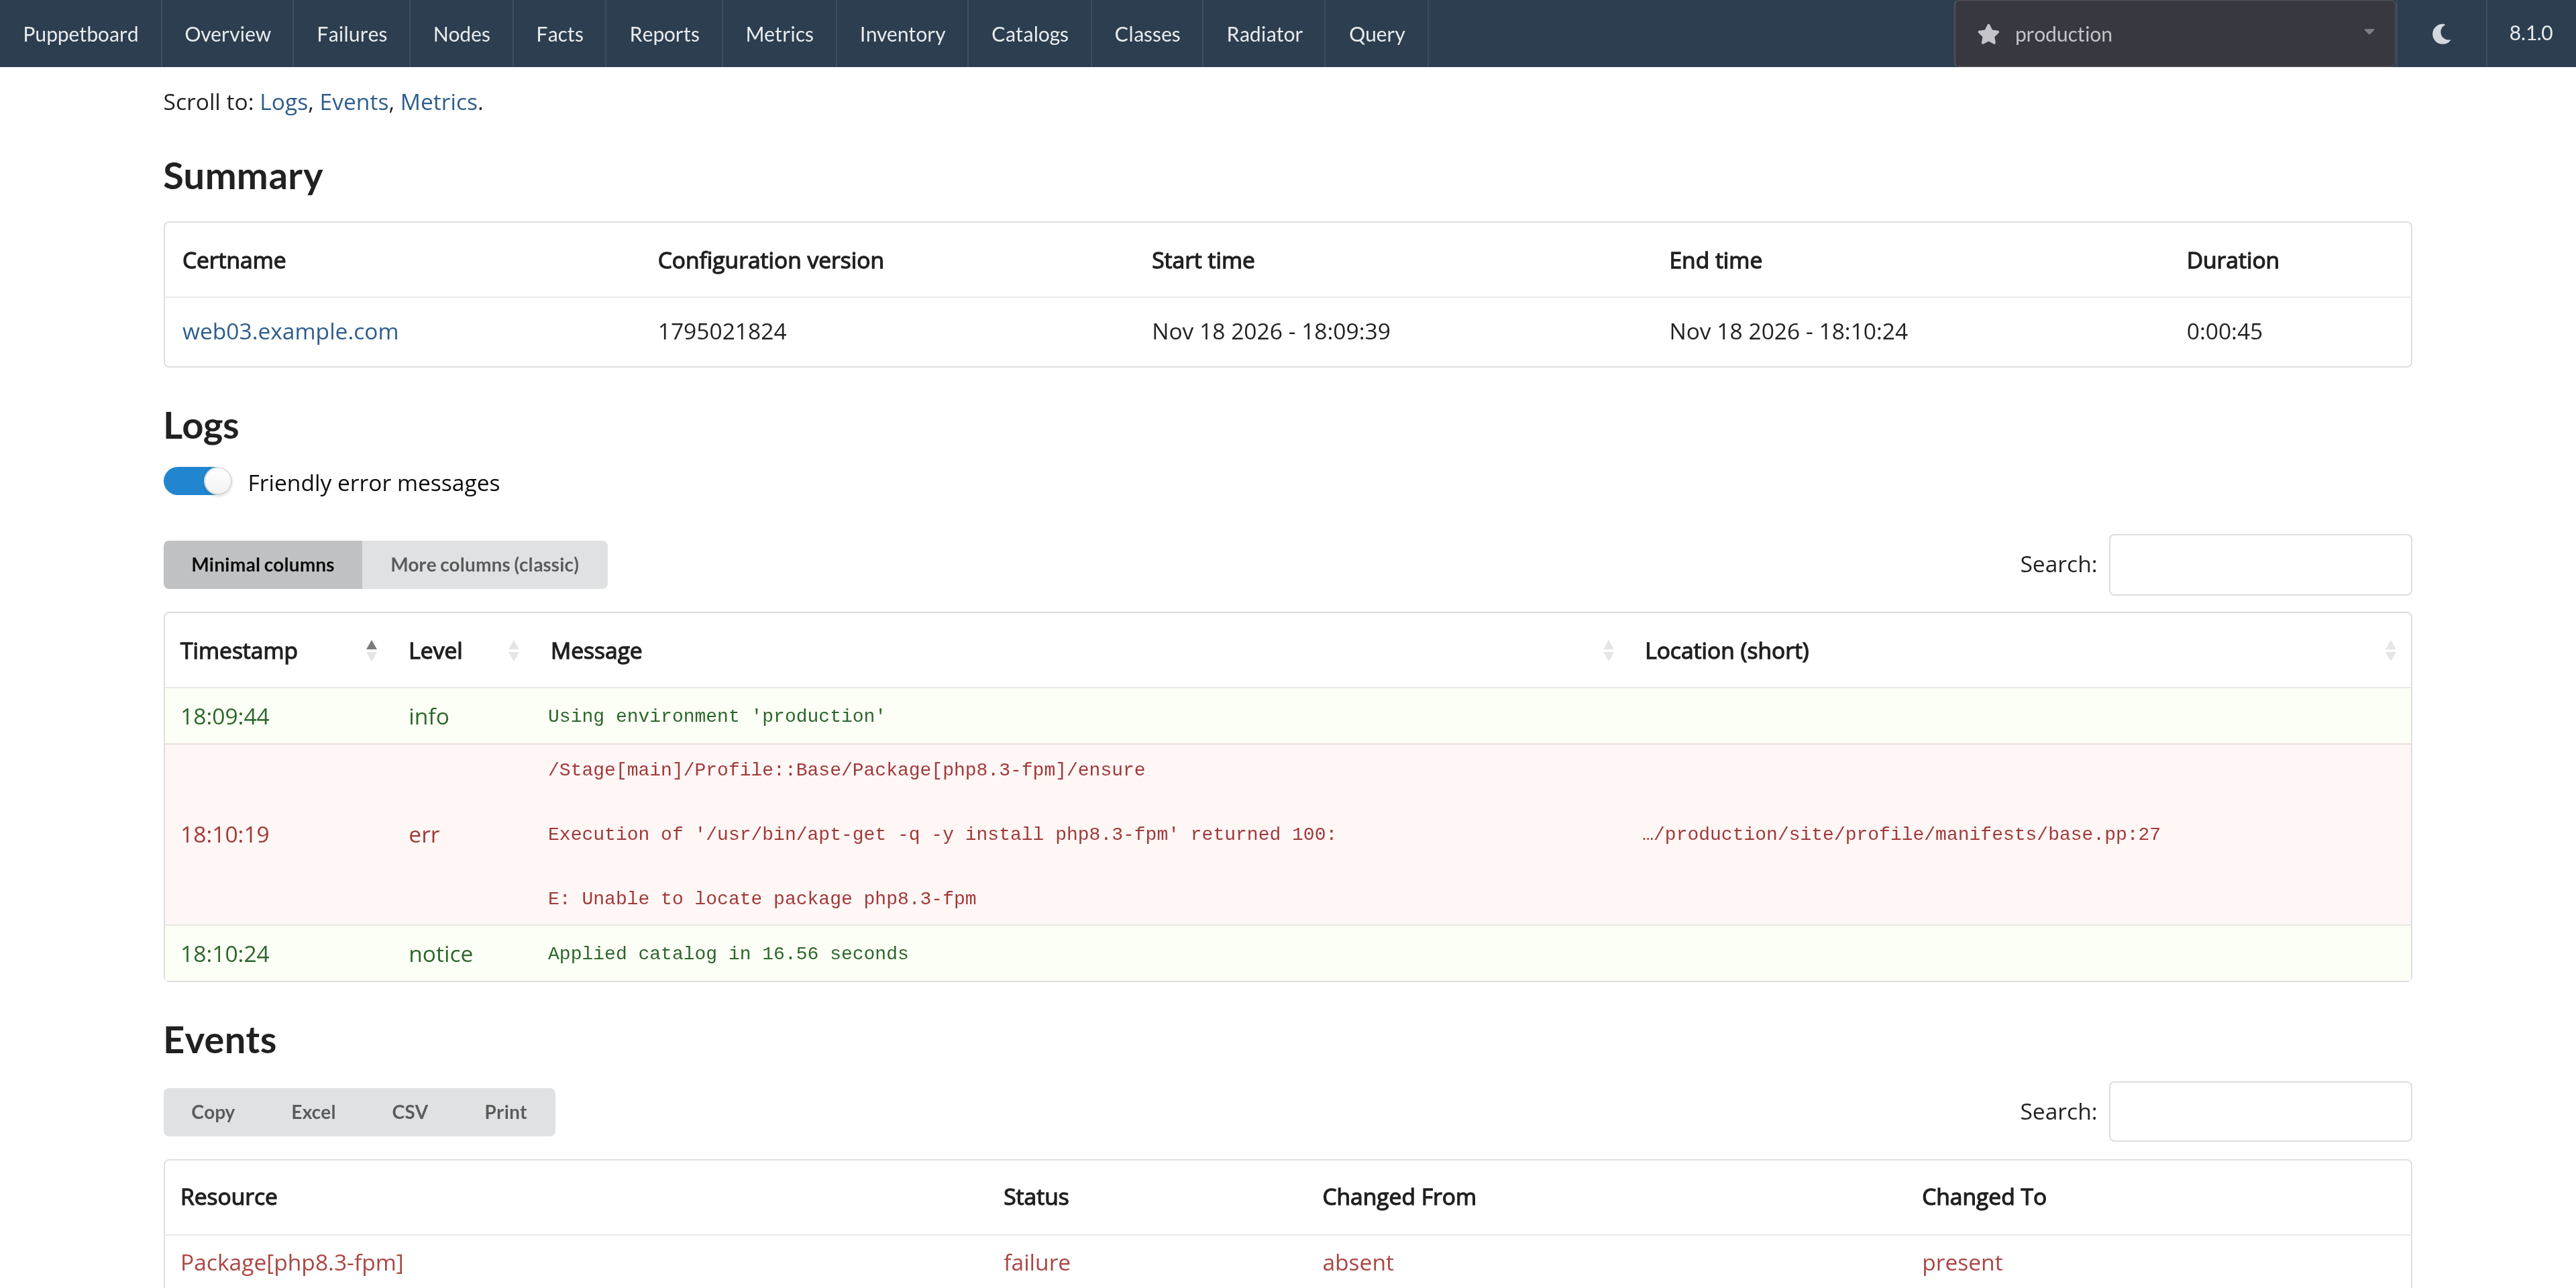 Puppetboard Overview Failures Nodes Facts Reports Metrics Inventory Catalogs Classes Radiator Query production 8.1.0
Scroll to: Logs, Events, Metrics.
Summary
Certname Configuration version Start time End time Duration
web03.example.com 1795021824 Nov 18 2026 - 18:09:39 Nov 18 2026 - 18:10:24 0:00:45
Logs
Friendly error messages
Minimal columns More columns (classic) Search:
Timestamp Level Message Location (short)
18:09:44 info Using environment 'production'
/Stage[main]/Profile::Base/Package[php8.3-fpm]/ensure
18:10:19 err Execution of '/usr/bin/apt-get -q -y install php8.3-fpm' returned 100: …/production/site/profile/manifests/base.pp:27
E: Unable to locate package php8.3-fpm
18:10:24 notice Applied catalog in 16.56 seconds
Events
Copy Excel CSV Print Search:
Resource Status Changed From Changed To
Package[php8.3-fpm] failure absent present